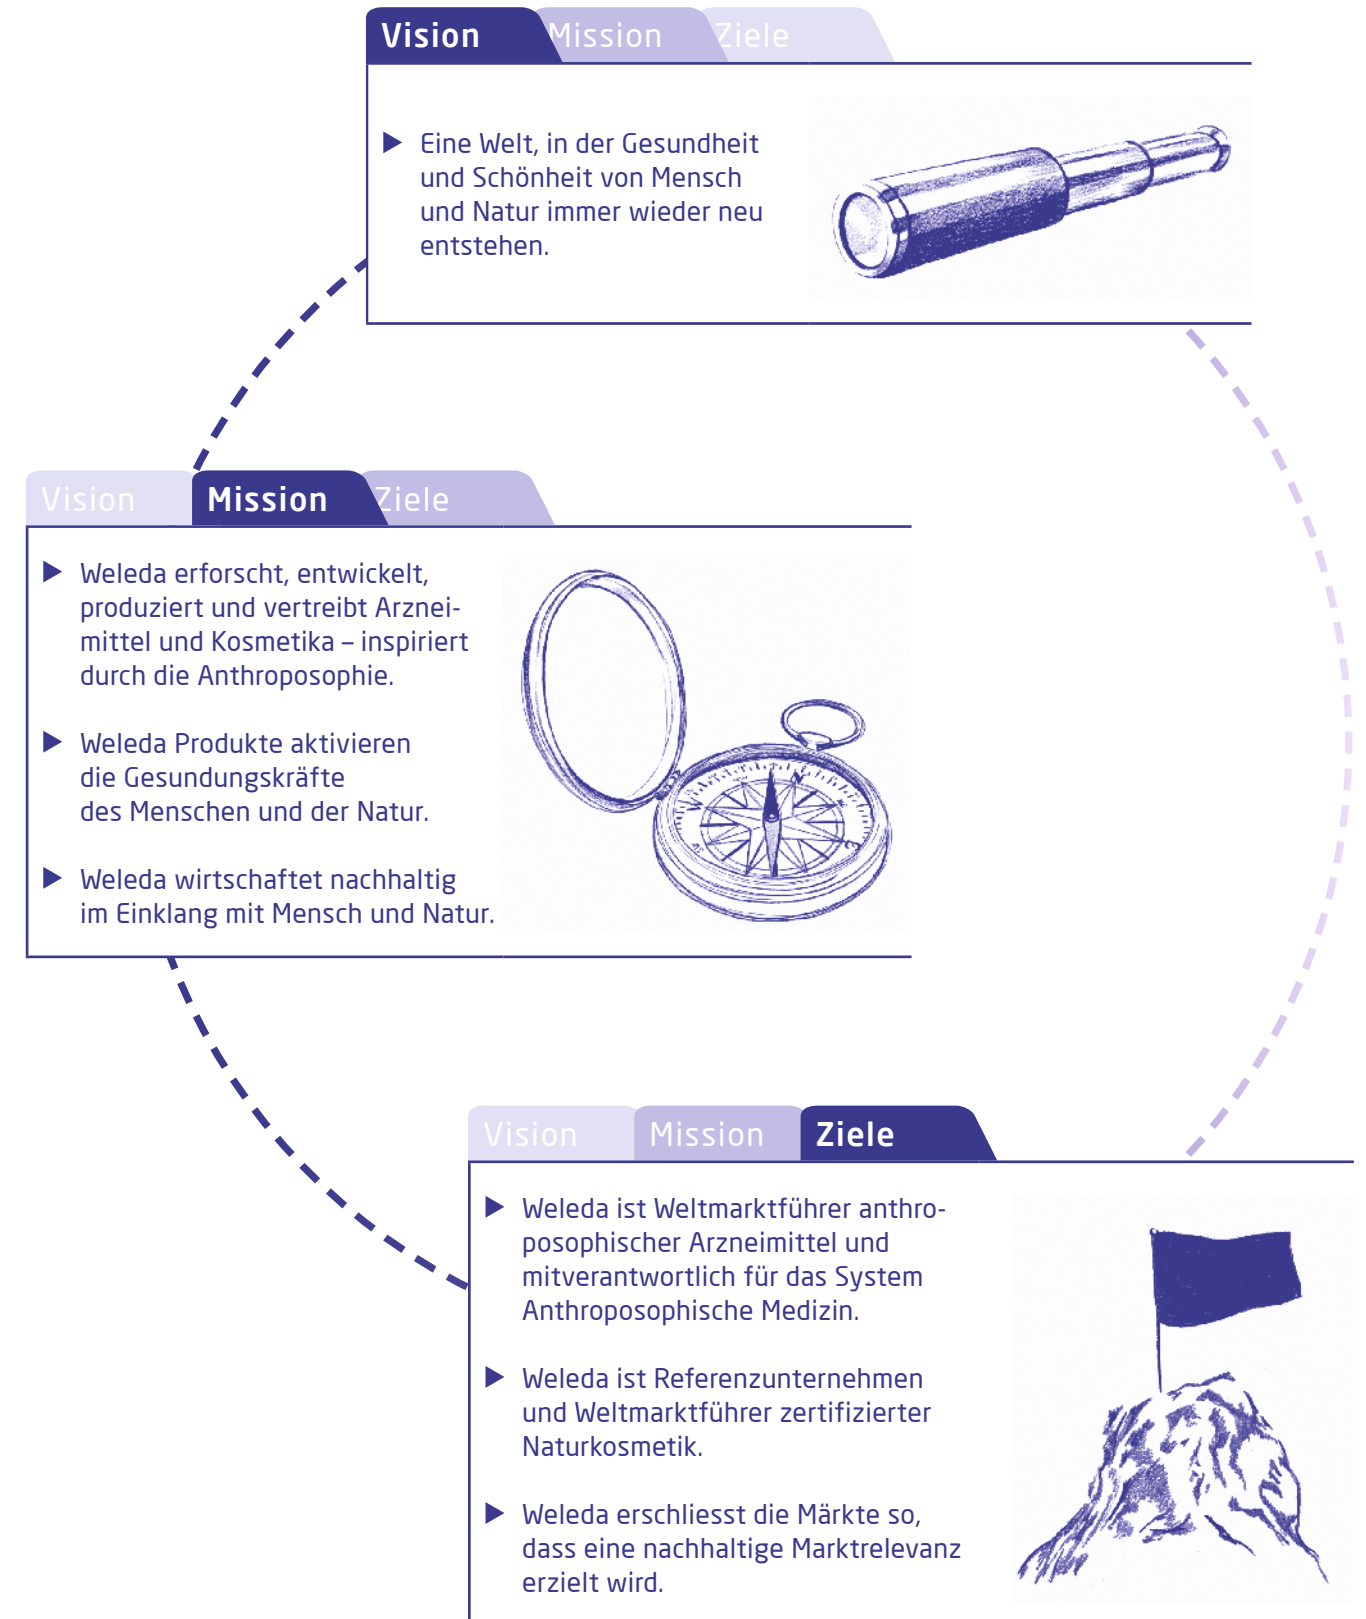 Vision Mission Ziele
Eine Welt, in der Gesundheit
und Schönheit von Mensch
und Natur immer wieder neu
entstehen.
Vision Mission Ziele
Weleda erforscht, entwickelt,
produziert und vertreibt Arznei-
mittel und Kosmetika – inspiriert
durch die Anthroposophie.
Weleda Produkte aktivieren
die Gesundungskräfte
des Menschen und der Natur.
Weleda wirtschaftet nachhaltig
im Einklang mit Mensch und Natur.
N
W
E
Vision Mission Ziele
Weleda ist Weltmarktführer anthro-
posophischer Arzneimittel und
mitverantwortlich für das System
Anthroposophische Medizin.
Weleda ist Referenzunternehmen
und Weltmarktführer zertifizierter
Naturkosmetik.
Weleda erschliesst die Märkte so,
dass eine nachhaltige Marktrelevanz
erzielt wird.